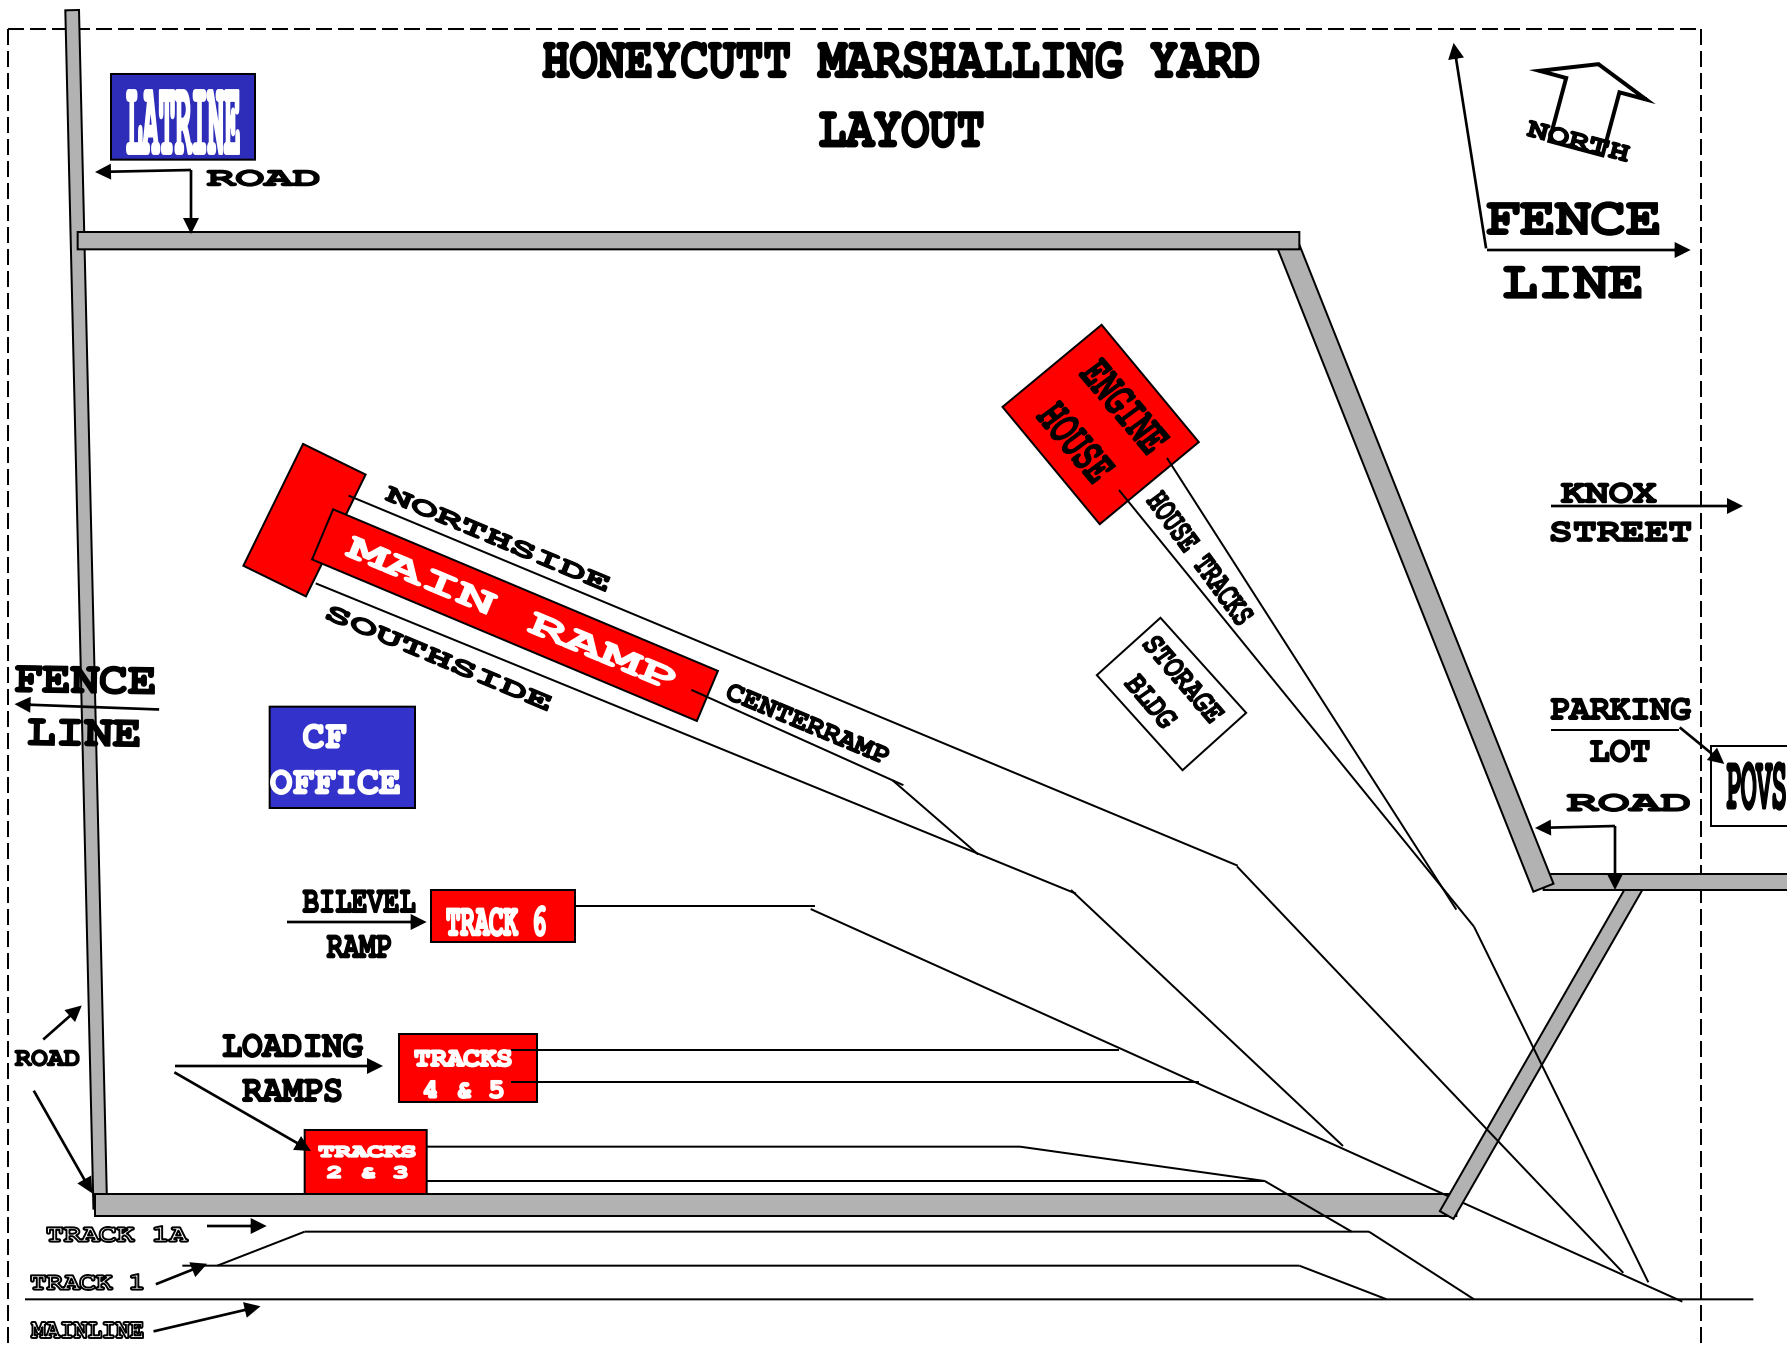 HONEYCUTT MARSHALLING YARD
LAYOUT
LATRINE
ROAD
NORTH
FENCE
LINE
ENGINE
HOUSE
HOUSE TRACKS
KNOX
STREET
NORTHSIDE
MAIN RAMP
SOUTHSIDE
CENTERRAMP
STORAGE
BLDG
FENCE
LINE
CF
OFFICE
PARKING
LOT
POVS
ROAD
BILEVEL
RAMP
TRACK 6
LOADING
RAMPS
TRACKS
4 & 5
ROAD
TRACKS
2 & 3
TRACK 1A
TRACK 1
MAINLINE